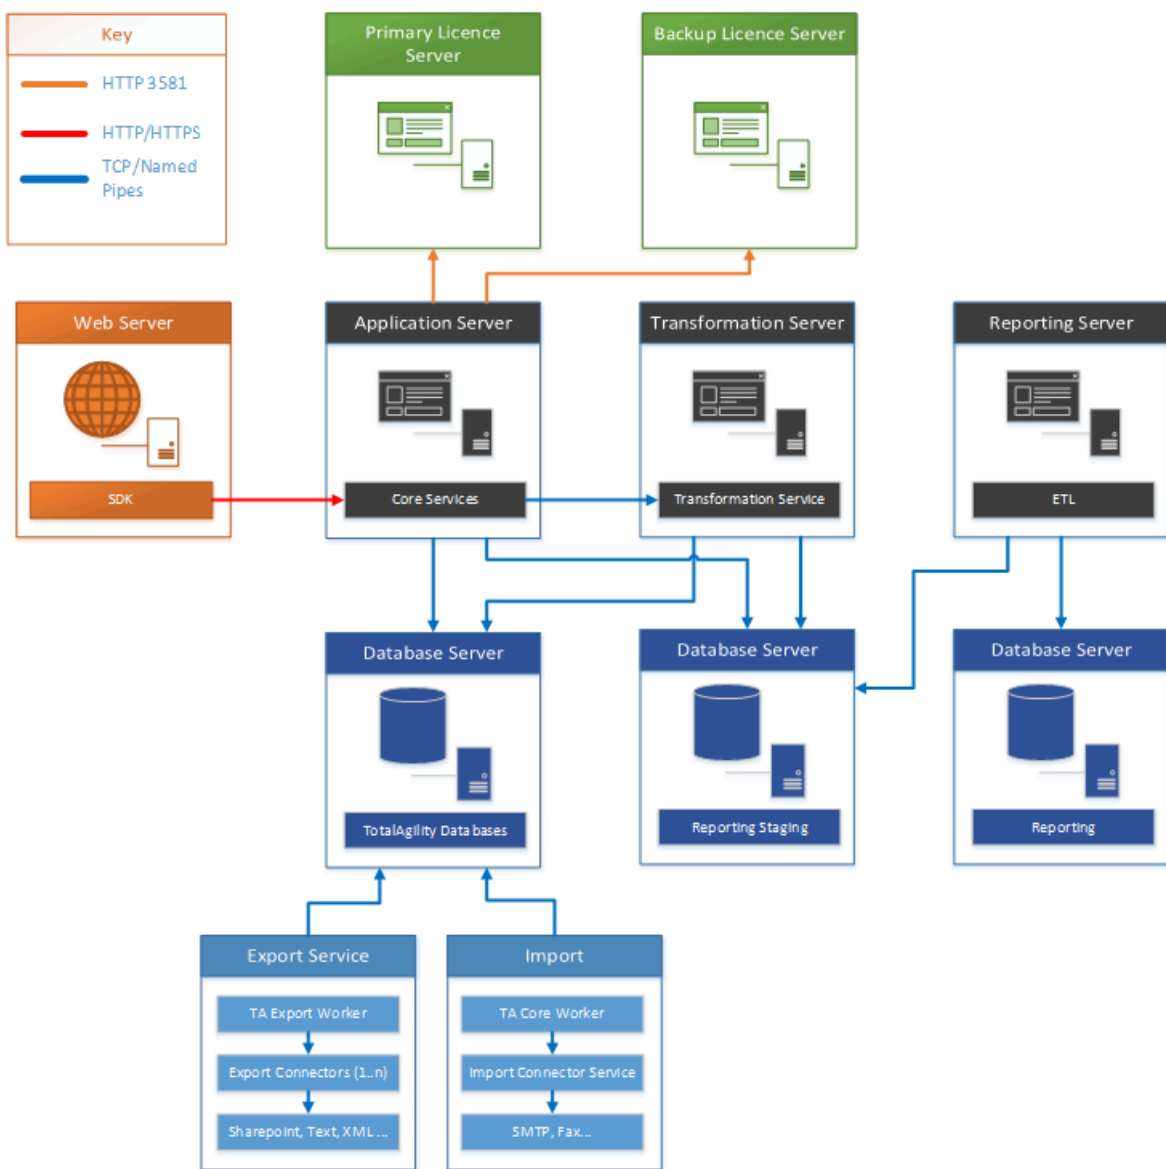 Key
HTTP 3581
HTTP/HTTPS
TCP/Named
Pipes
Primary Licence
Server
Backup Licence Server
Web Server
SDK
Application Server
Core Services
Transformation Server
Transformation Service
Reporting Server
ETL
Database Server
TotalAgility Databases
Database Server
Reporting Staging
Database Server
Reporting
Export Service
TA Export Worker
Export Connectors (1..n)
Sharepoint, Text, XML ...
Import
TA Core Worker
Import Connector Service
SMTP, Fax...